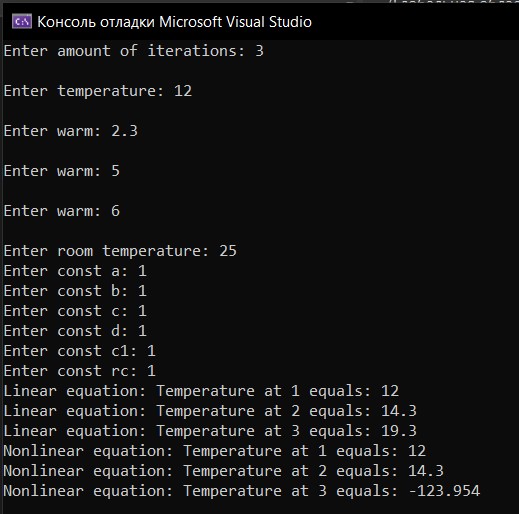 Консоль отладки Microsoft Visual Studio
Enter amount of iterations: 3
Enter temperature: 12
Enter warm: 2.3
Enter warm: 5
Enter warm: 6
Enter room temperature: 25
Enter const a: 1
Enter const b: 1
Enter const c: 1
Enter const d: 1
Enter const c1: 1
Enter const rc: 1
Linear equation: Temperature at 1 equals: 12
Linear equation: Temperature at 2 equals: 14.3
Linear equation: Temperature at 3 equals: 19.3
Nonlinear equation: Temperature at 1 equals: 12
Nonlinear equation: Temperature at 2 equals: 14.3
Nonlinear equation: Temperature at 3 equals: -123.954